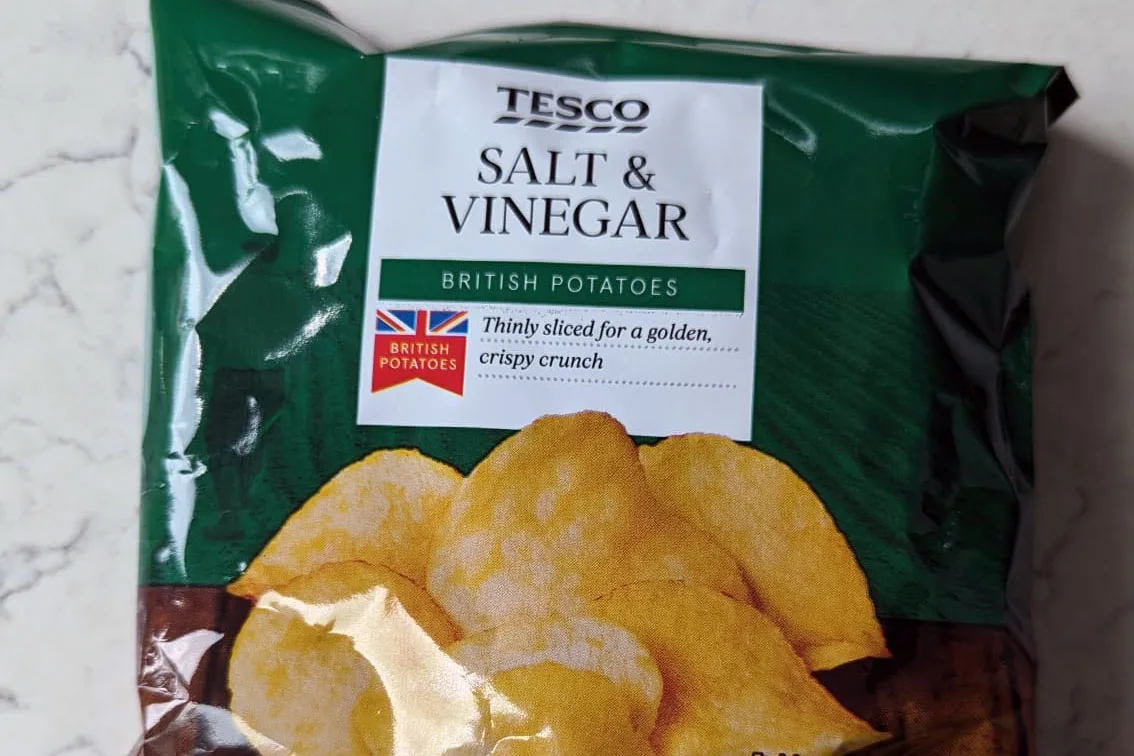 TESCO
SALT &
VINEGAR
BRITISH POTATOES
BRITISH
POTATOES
Thinly sliced for a golden,
crispy crunch